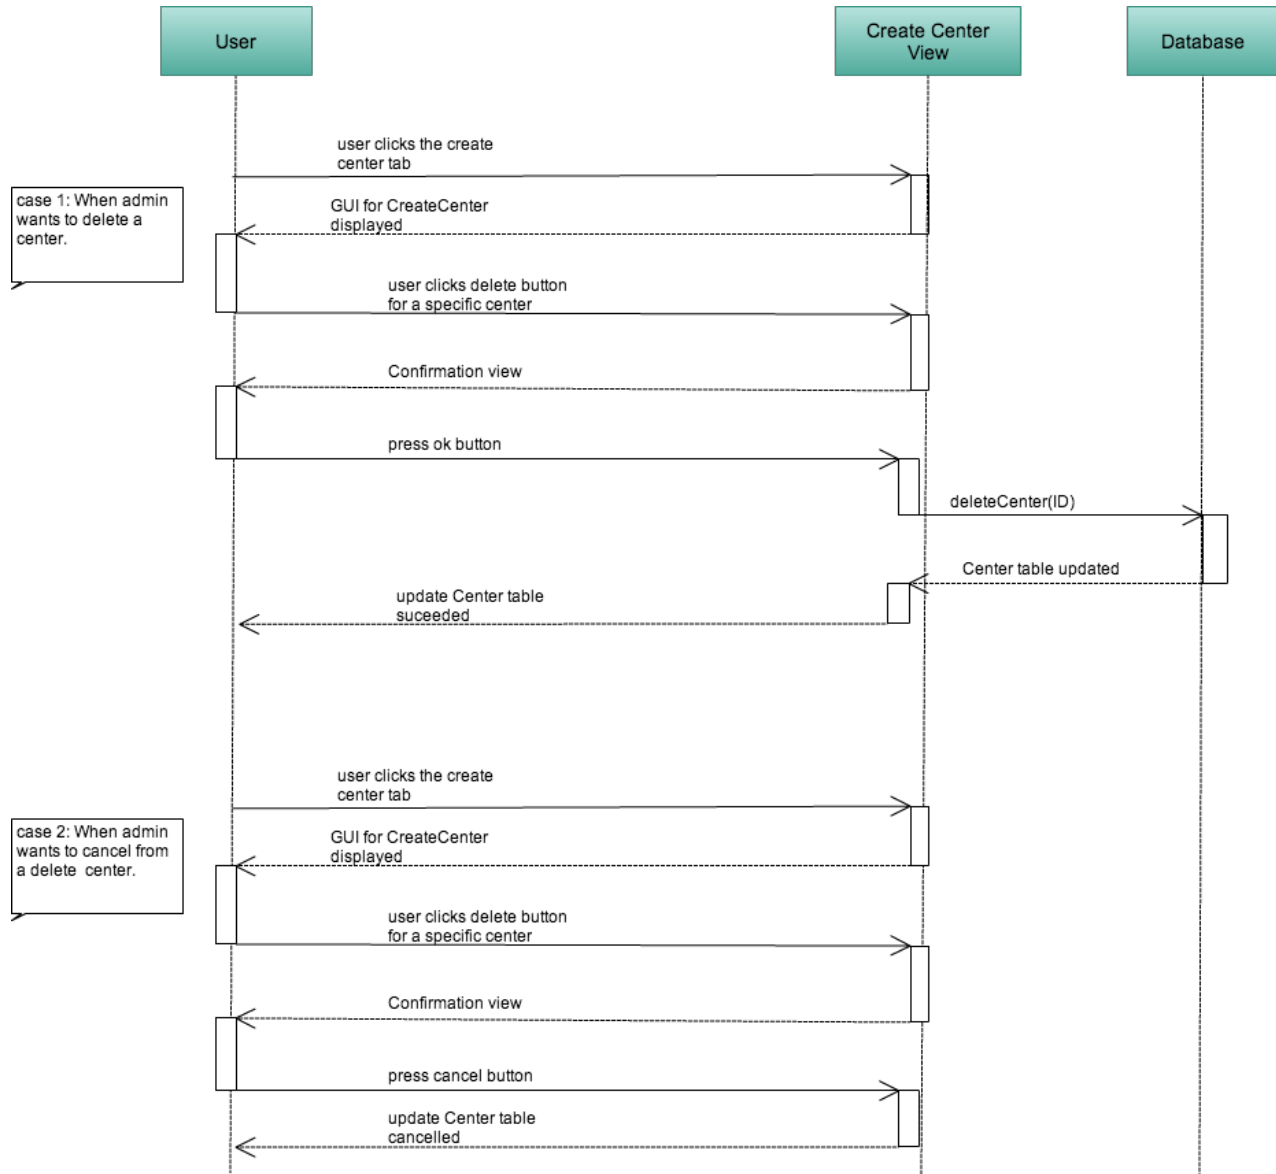 User
Create Center
View
Database
user clicks the create
center tab
case 1: When admin
wants to delete a
center.
GUI for CreateCenter
displayed
user clicks delete button
for a specific center
Confirmation view
press ok button
deleteCenter(ID)
Center table updated
update Center table
suceeded
user clicks the create
center tab
case 2: When admin
wants to cancel from
a delete center.
GUI for CreateCenter
displayed
user clicks delete button
for a specific center
Confirmation view
press cancel button
update Center table
cancelled